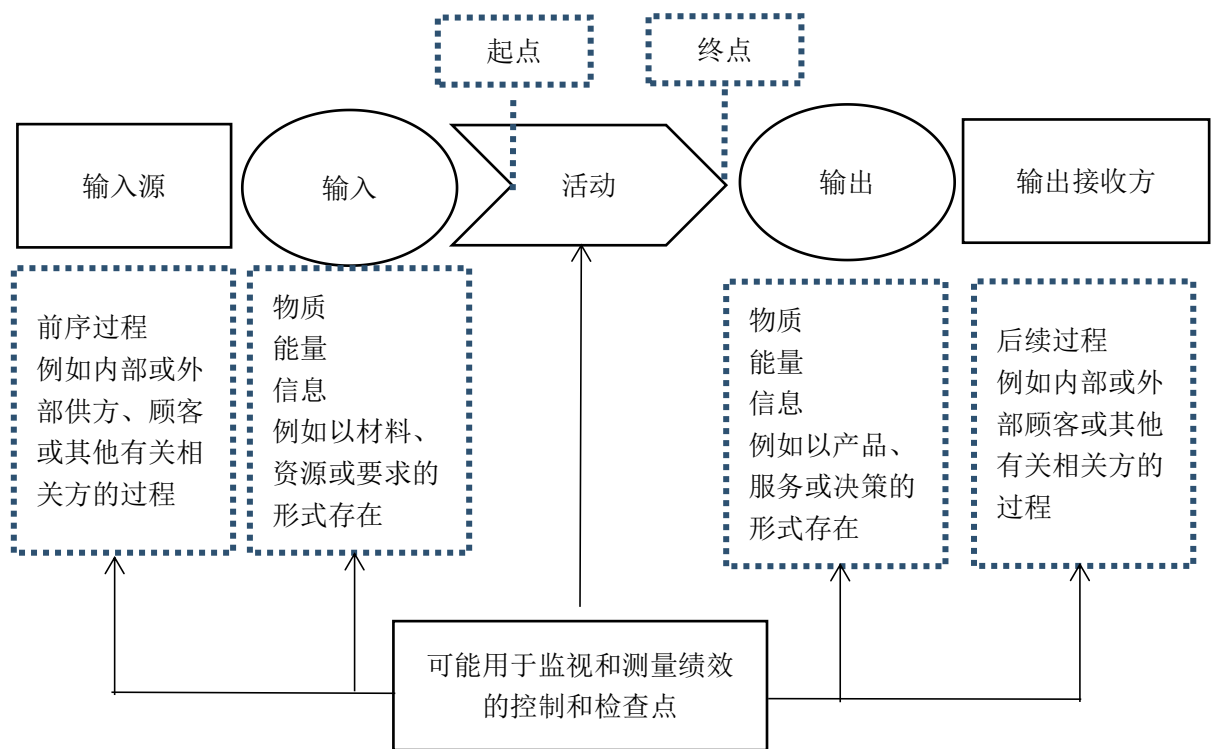 起点
终点
输入源
输入
活动
输出
输出接收方
前序过程
例如内部或外
部供方、顾客
或其他有关相
关方的过程
物质
能量
信息
例如以材料、
资源或要求的
形式存在
物质
能量
信息
例如以产品、
服务或决策的
形式存在
后续过程
例如内部或外
部顾客或其他
有关相关方的
过程
可能用于监视和测量绩效
的控制和检查点